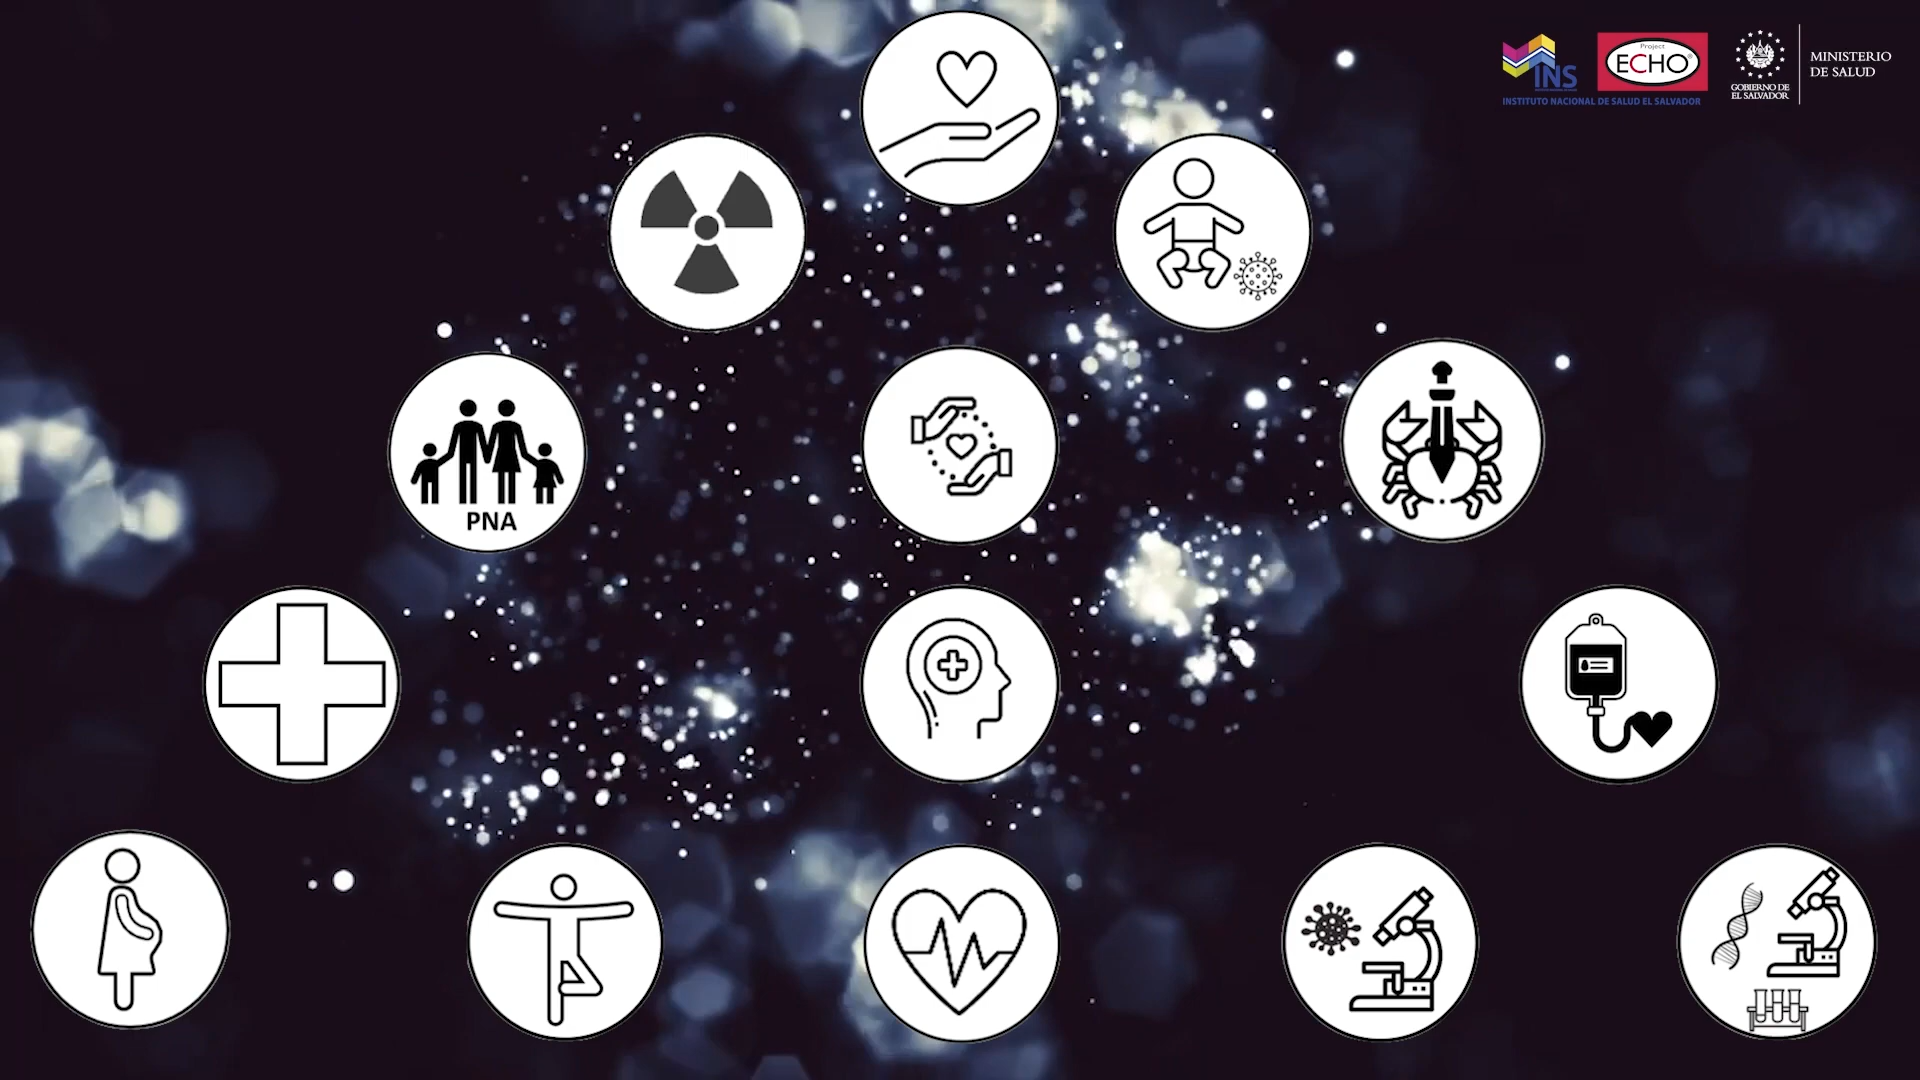 INS
INSTITUTO NACIONAL DE SALUD EL SALVADOR
Project
ECHO®
GOBIERNO DE
EL SALVADOR
MINISTERIO
DE SALUD
PNA